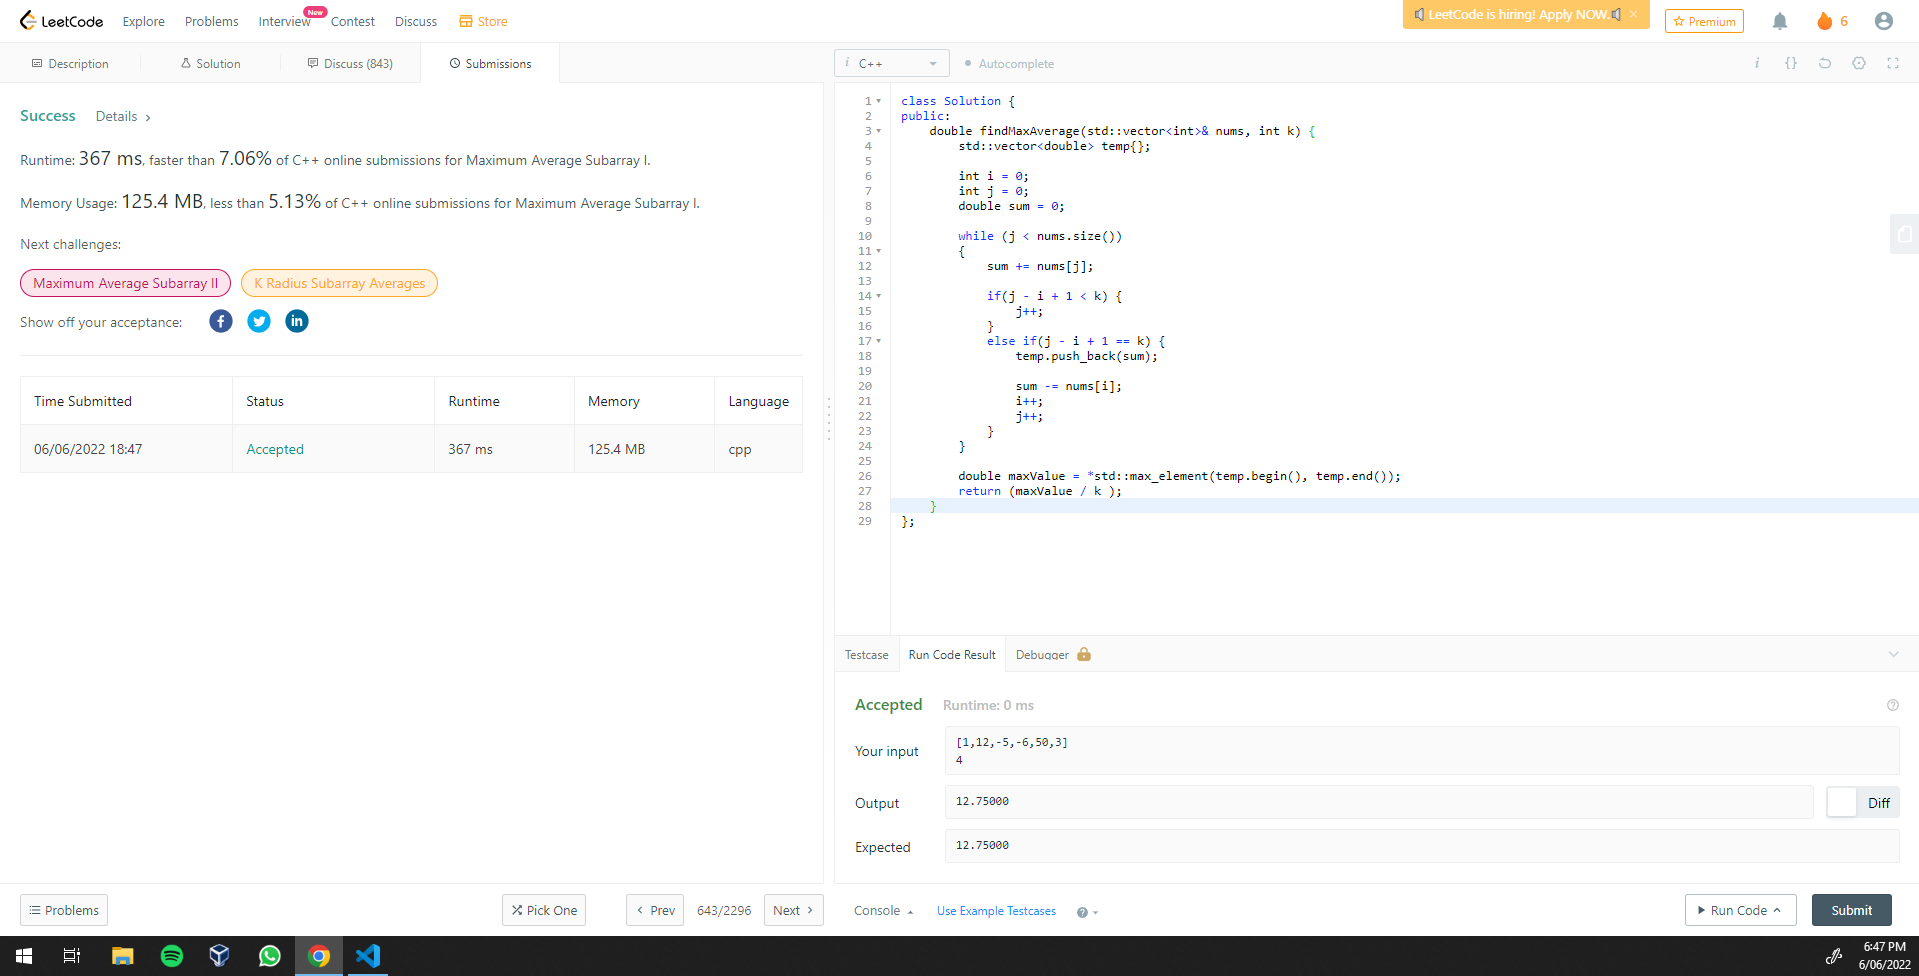 LeetCode Explore Problems Interview New Contest Discuss Store LeetCode is hiring! Apply NOW. × Premium 6
Description Solution Discuss (843) Submissions
Success Details ›
Runtime: 367 ms, faster than 7.06% of C++ online submissions for Maximum Average Subarray I.
Memory Usage: 125.4 MB, less than 5.13% of C++ online submissions for Maximum Average Subarray I.
Next challenges:
Maximum Average Subarray II K Radius Subarray Averages
Show off your acceptance:
Time Submitted Status Runtime Memory Language
06/06/2022 18:47 Accepted 367 ms 125.4 MB cpp
Problems Pick One ‹ Prev 643/2296 Next ›
i C++ Autocomplete i {}
1 class Solution {
2 public:
3 double findMaxAverage(std::vector<int>& nums, int k) {
4 std::vector<double> temp{};
5
6 int i = 0;
7 int j = 0;
8 double sum = 0;
9
10 while (j < nums.size())
11 {
12 sum += nums[j];
13
14 if(j - i + 1 < k) {
15 j++;
16 }
17 else if(j - i + 1 == k) {
18 temp.push_back(sum);
19
20 sum -= nums[i];
21 i++;
22 j++;
23 }
24 }
25
26 double maxValue = *std::max_element(temp.begin(), temp.end());
27 return (maxValue / k );
28 }
29 };
Testcase Run Code Result Debugger
Accepted Runtime: 0 ms
Your input [1,12,-5,-6,50,3]
4
Output 12.75000 Diff
Expected 12.75000
Console Use Example Testcases Run Code Submit
6:47 PM
6/06/2022